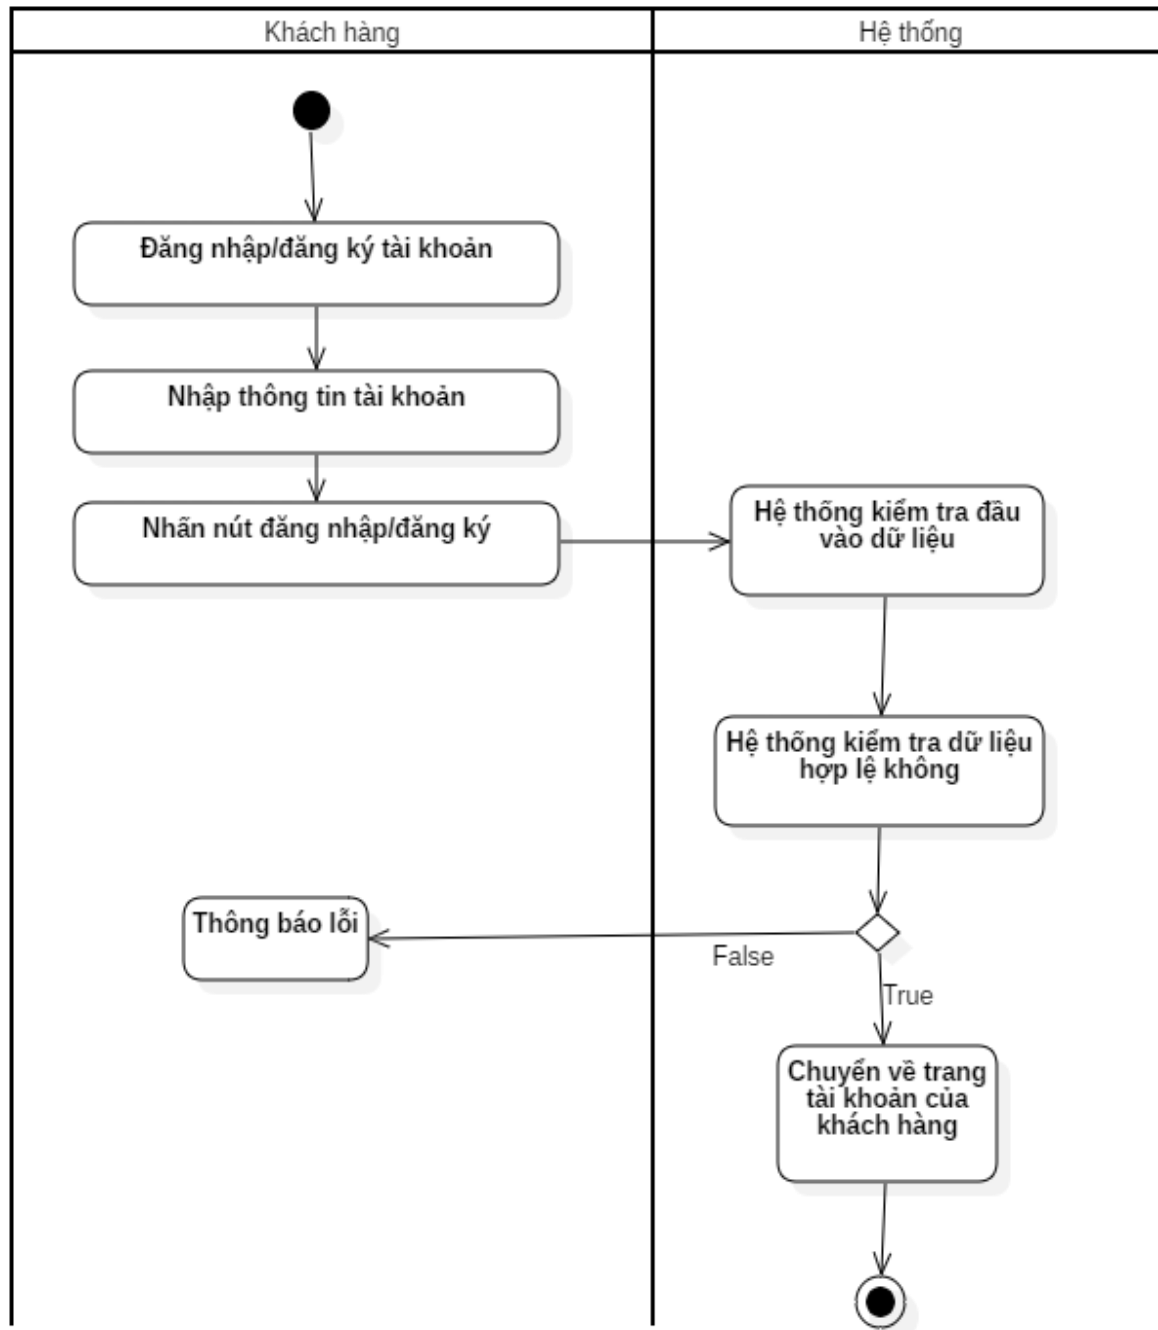 Khách hàng
Hệ thống
Đăng nhập/đăng ký tài khoản
Nhập thông tin tài khoản
Nhấn nút đăng nhập/đăng ký
Hệ thống kiểm tra đầu
vào dữ liệu
Hệ thống kiểm tra dữ liệu
hợp lệ không
Thông báo lỗi
False
True
Chuyển về trang
tài khoản của
khách hàng